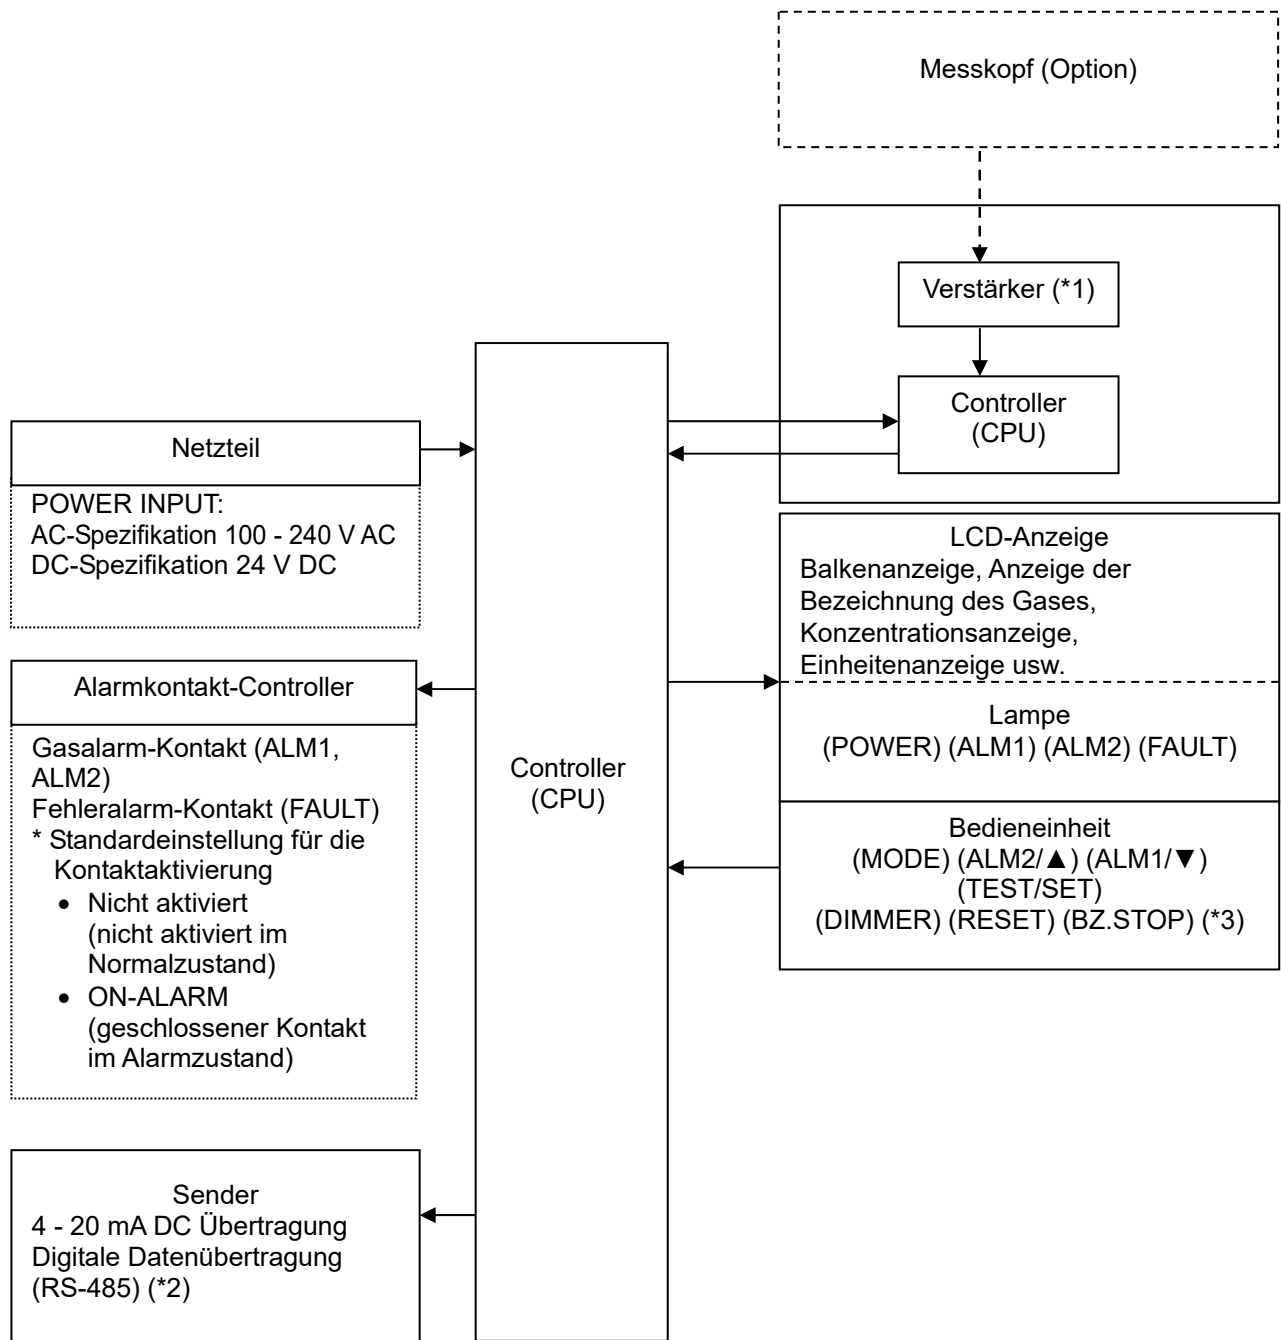 Messkopf (Option)
Verstärker (*1)
Controller
(CPU)
Netzteil
POWER INPUT:
AC-Spezifikation 100 - 240 V AC
DC-Spezifikation 24 V DC
Alarmkontakt-Controller
Gasalarm-Kontakt (ALM1,
ALM2)
Fehleralarm-Kontakt (FAULT)
* Standardeinstellung für die
Kontaktaktivierung
• Nicht aktiviert
(nicht aktiviert im
Normalzustand)
• ON-ALARM
(geschlossener Kontakt
im Alarmzustand)
Sender
4 - 20 mA DC Übertragung
Digitale Datenübertragung
(RS-485) (*2)
Controller
(CPU)
LCD-Anzeige
Balkenanzeige, Anzeige der
Bezeichnung des Gases,
Konzentrationsanzeige,
Einheitenanzeige usw.
Lampe
(POWER) (ALM1) (ALM2) (FAULT)
Bedieneinheit
(MODE) (ALM2/▲) (ALM1/▼)
(TEST/SET)
(DIMMER) (RESET) (BZ.STOP) (*3)